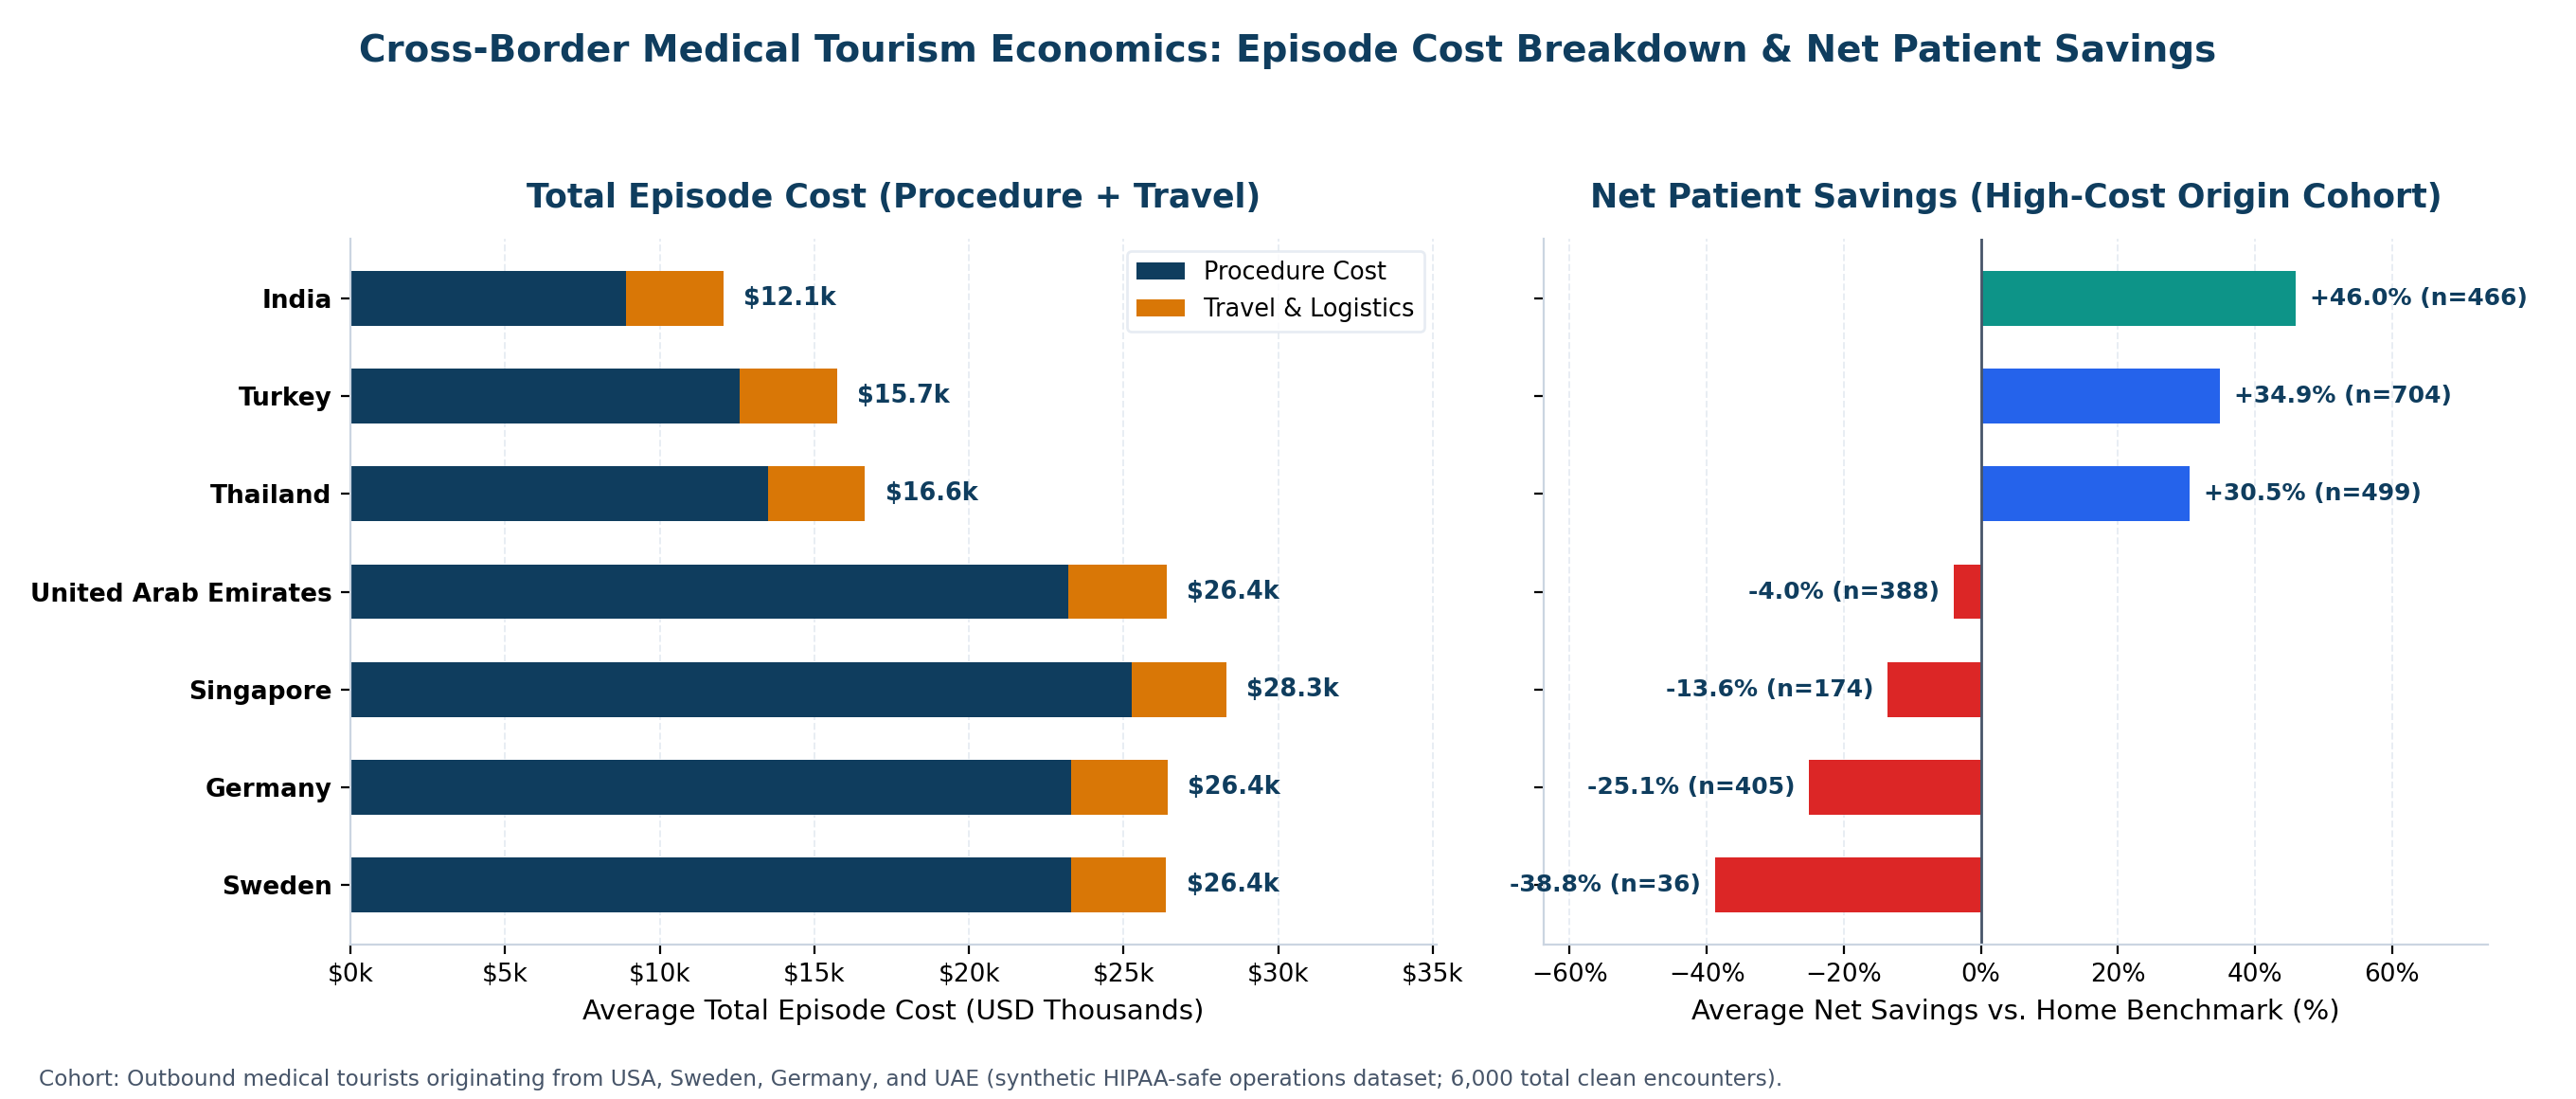 Cross-Border Medical Tourism Economics: Episode Cost Breakdown & Net Patient Savings
Total Episode Cost (Procedure + Travel)
Procedure Cost
Travel & Logistics
India
$12.1k
Turkey
$15.7k
Thailand
$16.6k
United Arab Emirates
$26.4k
Singapore
$28.3k
Germany
$26.4k
Sweden
$26.4k
$0k $5k $10k $15k $20k $25k $30k $35k
Average Total Episode Cost (USD Thousands)
Net Patient Savings (High-Cost Origin Cohort)
+46.0% (n=466)
+34.9% (n=704)
+30.5% (n=499)
-4.0% (n=388)
-13.6% (n=174)
-25.1% (n=405)
-38.8% (n=36)
−60% −40% −20% 0% 20% 40% 60%
Average Net Savings vs. Home Benchmark (%)
Cohort: Outbound medical tourists originating from USA, Sweden, Germany, and UAE (synthetic HIPAA-safe operations dataset; 6,000 total clean encounters).